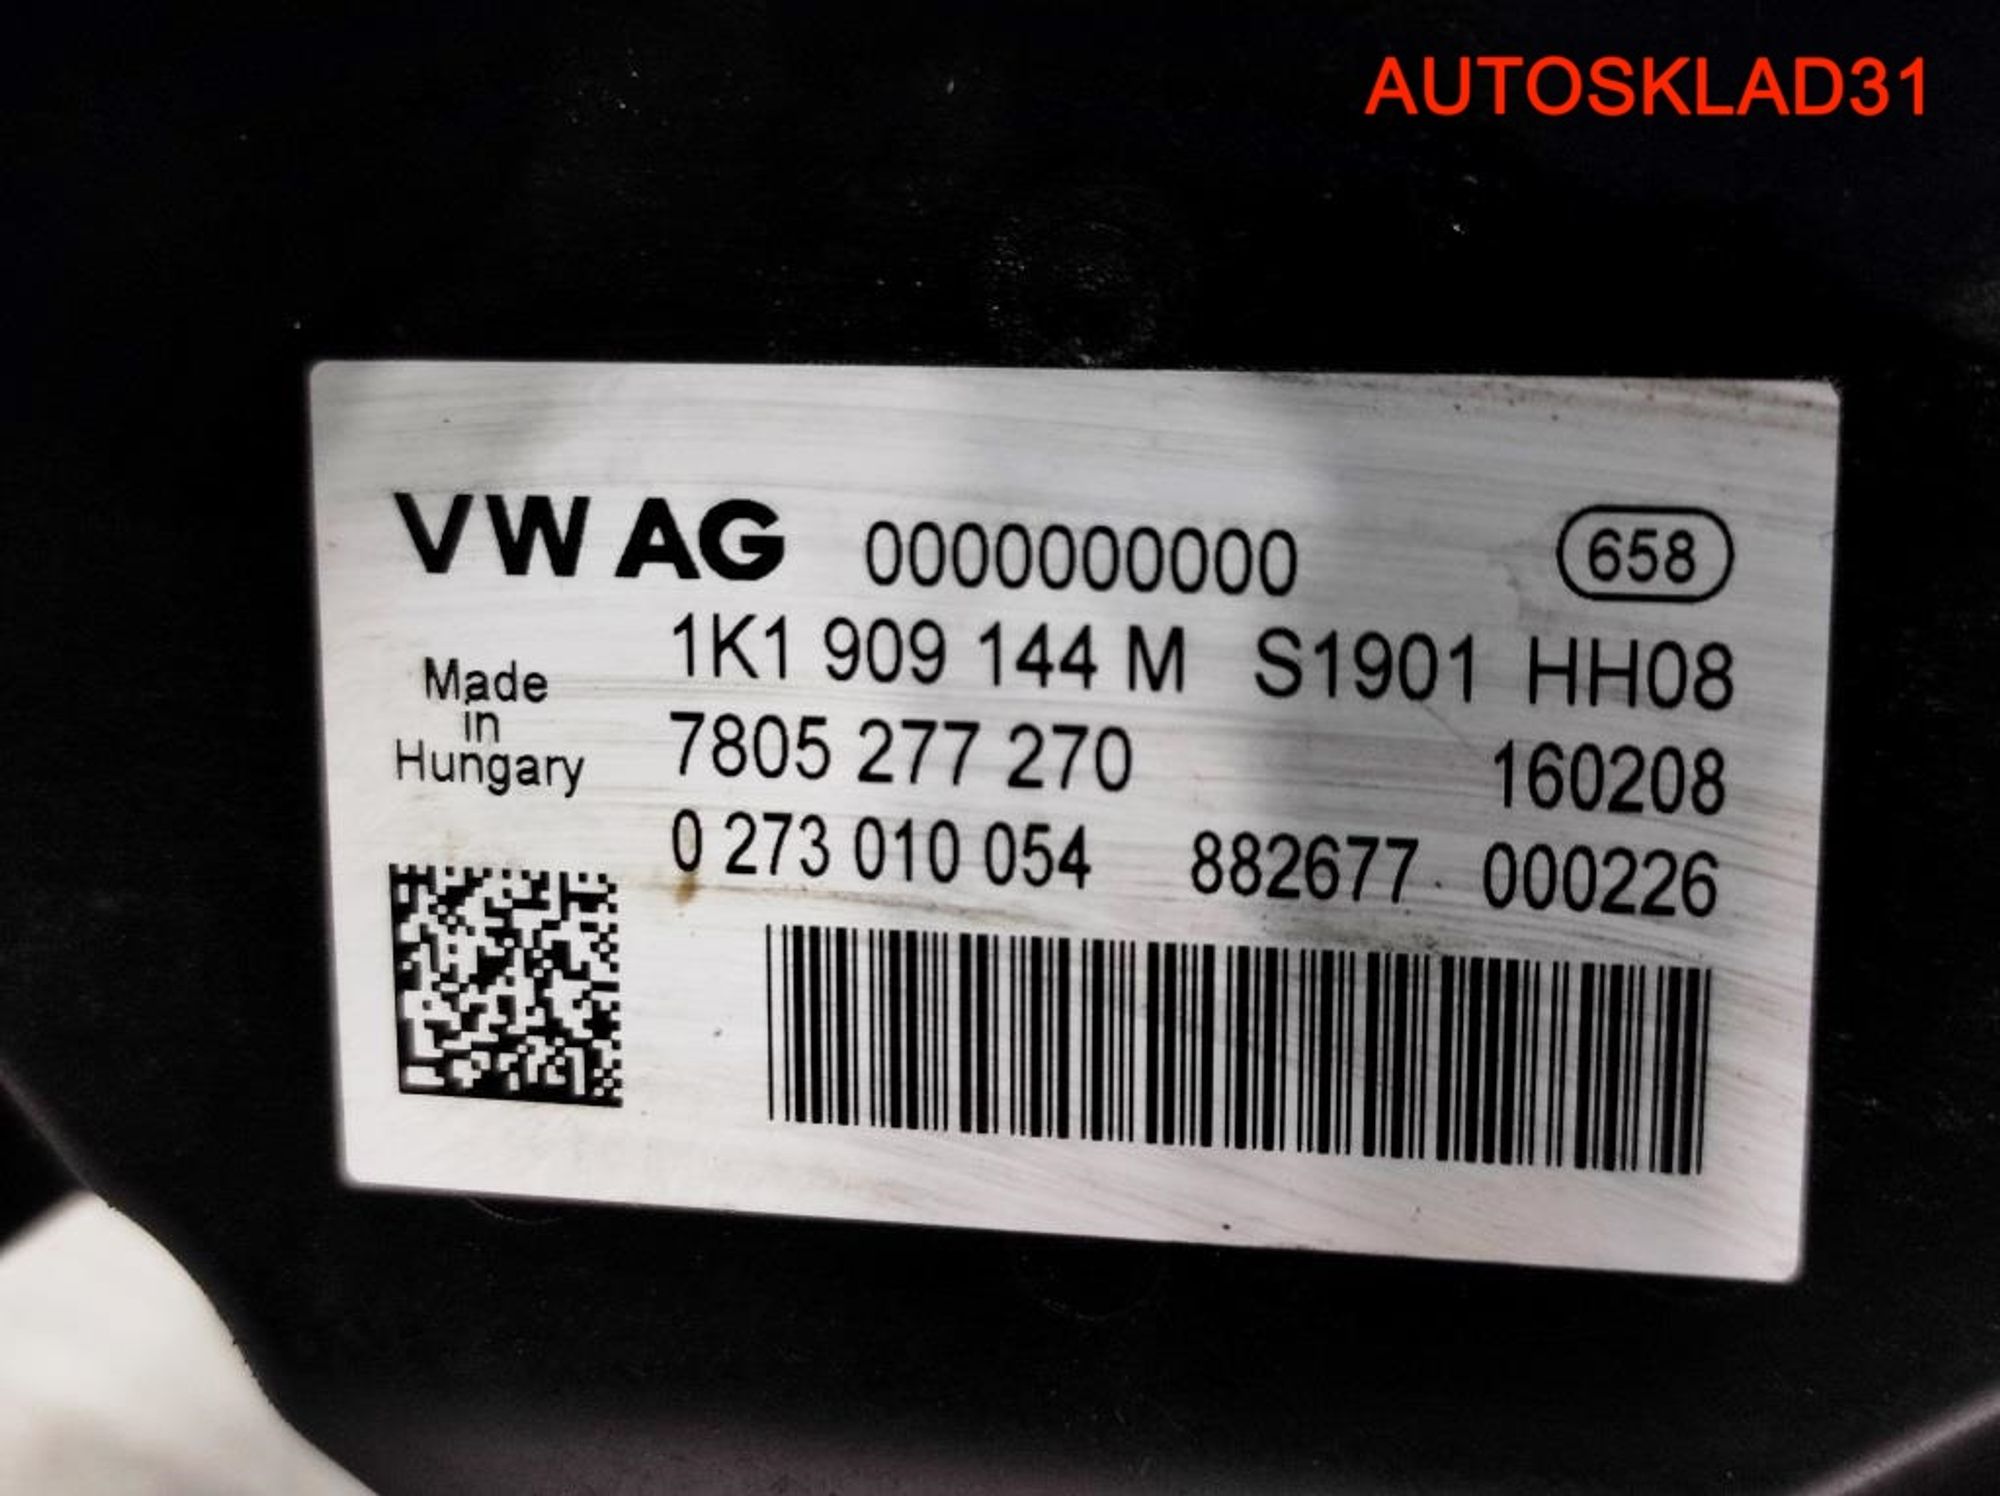 AUTOSKLAD31
VW AG 0000000000 658
1K1 909 144 M S1901 HH08
Made
in
Hungary
7805 277 270 160208
0 273 010 054 882677 000226